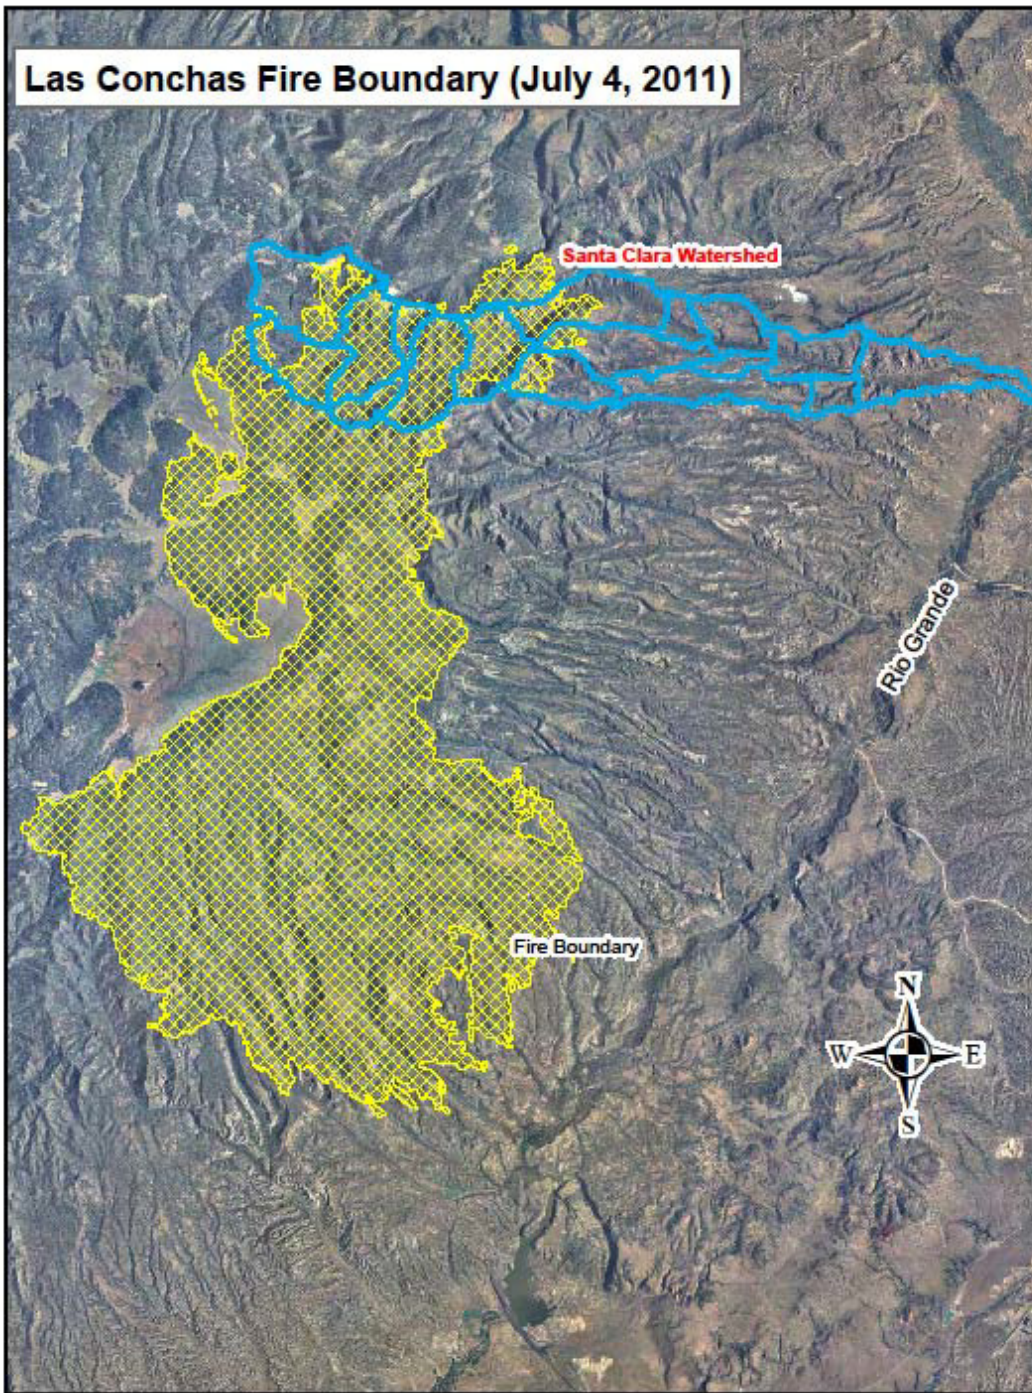 Las Conchas Fire Boundary (July 4, 2011)
Santa Clara Watershed
Rio Grande
Fire Boundary
N
W
E
S